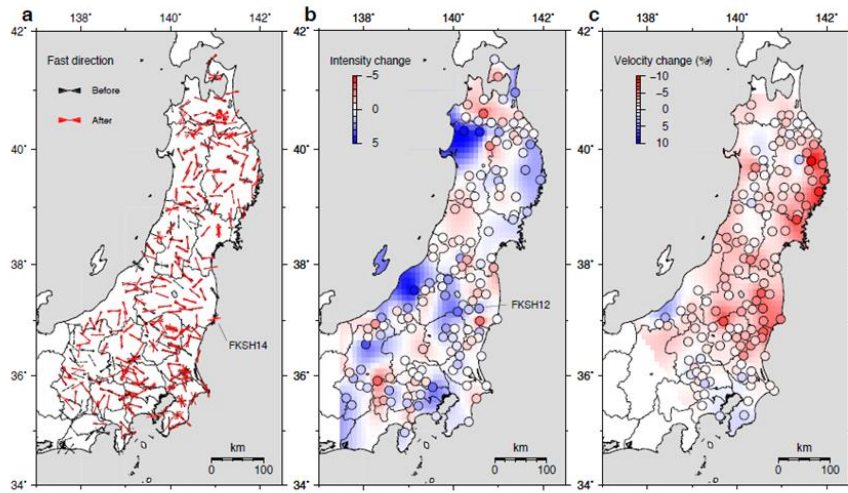 a
138° 140° 142°
42°
40°
38°
36°
34°
Fast direction
Before
After
FKSH14
km
0 100
b
138° 140° 142°
42°
40°
38°
36°
34°
Intensity change
-5
0
5
FKSH12
km
0 100
c
138° 140° 142°
42°
40°
38°
36°
34°
Velocity change (%)
-10
-5
0
5
10
km
0 100